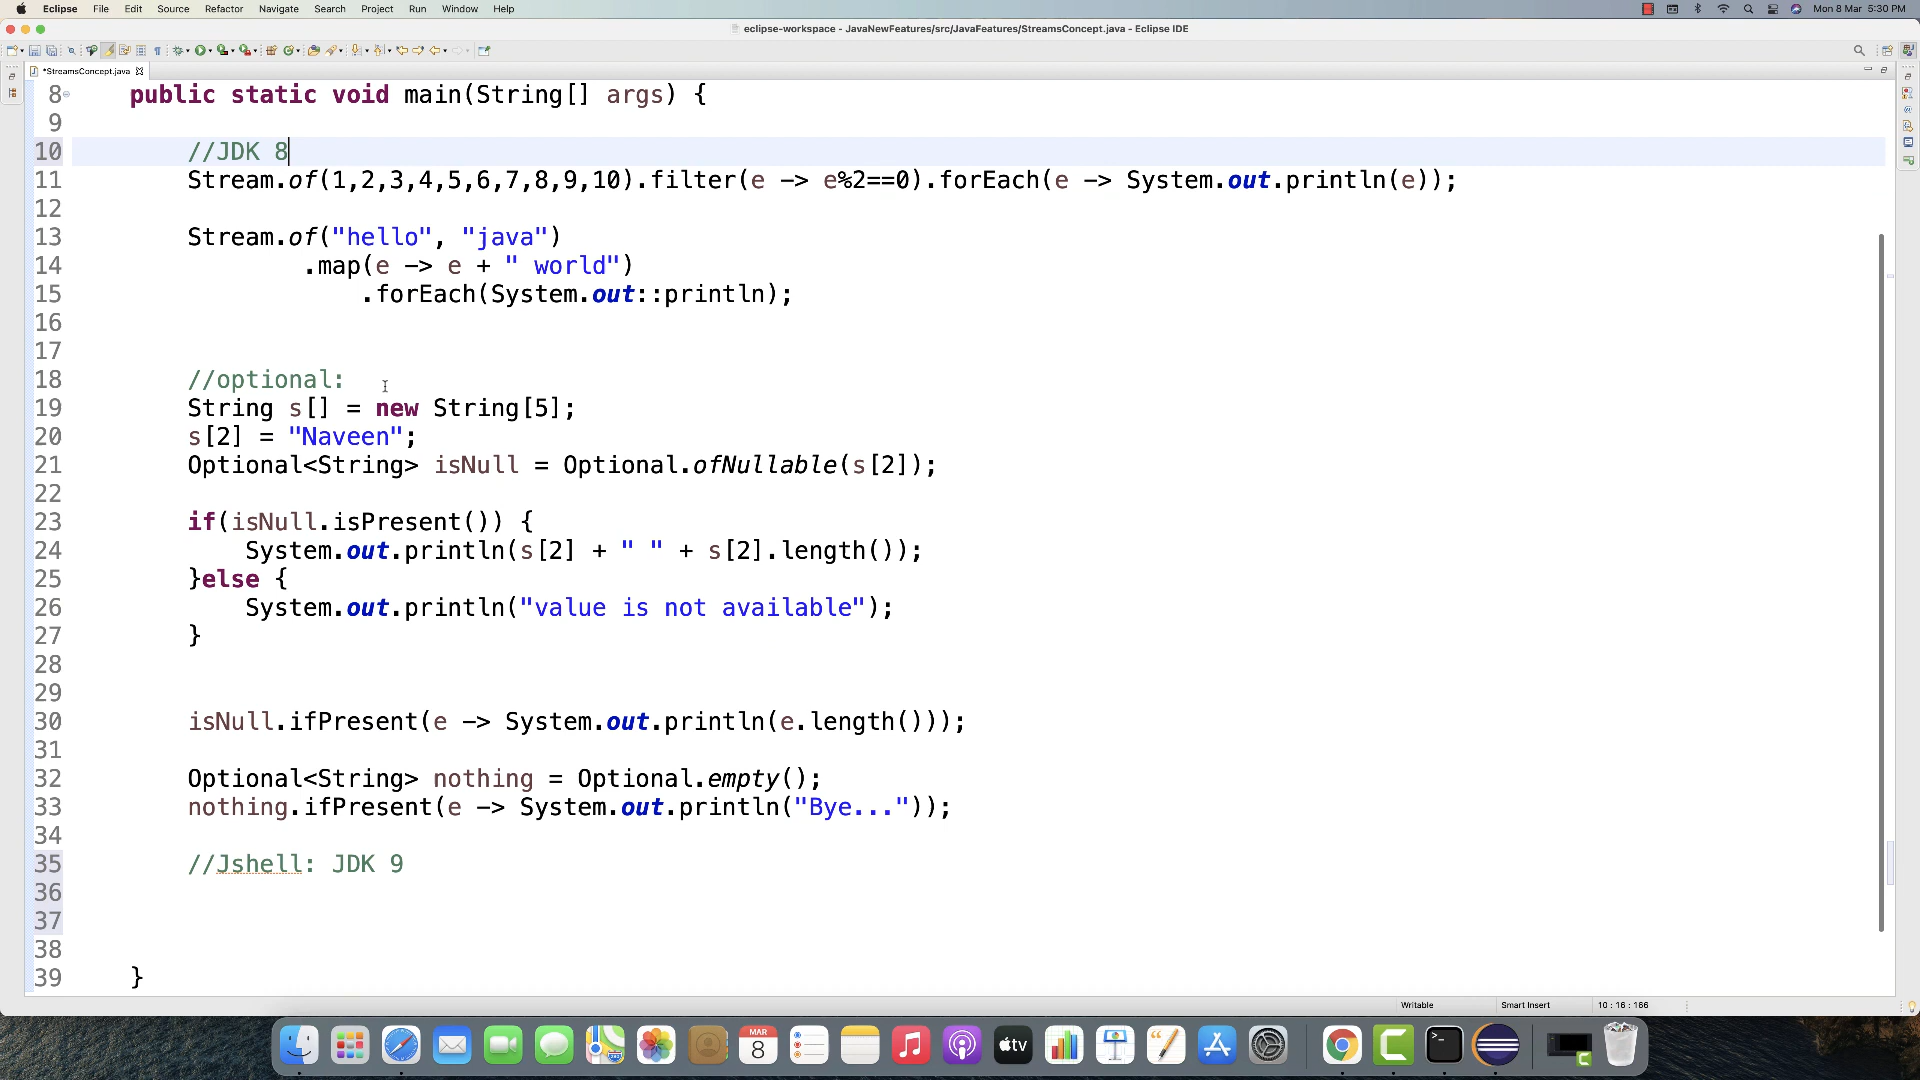 Eclipse File Edit Source Refactor Navigate Search Project Run Window Help Mon 8 Mar 5:30 PM
eclipse-workspace - JavaNewFeatures/src/JavaFeatures/StreamsConcept.java - Eclipse IDE
*StreamsConcept.java
8 public static void main(String[] args) {
9
10 //JDK 8
11 Stream.of(1,2,3,4,5,6,7,8,9,10).filter(e -> e%2==0).forEach(e -> System.out.println(e));
12
13 Stream.of("hello", "java")
14 .map(e -> e + " world")
15 .forEach(System.out::println);
16
17
18 //optional:
19 String s[] = new String[5];
20 s[2] = "Naveen";
21 Optional<String> isNull = Optional.ofNullable(s[2]);
22
23 if(isNull.isPresent()) {
24 System.out.println(s[2] + " " + s[2].length());
25 }else {
26 System.out.println("value is not available");
27 }
28
29
30 isNull.ifPresent(e -> System.out.println(e.length()));
31
32 Optional<String> nothing = Optional.empty();
33 nothing.ifPresent(e -> System.out.println("Bye..."));
34
35 //Jshell: JDK 9
36
37
38
39 }
Writable Smart Insert 10 : 16 : 166
MAR
8
tv